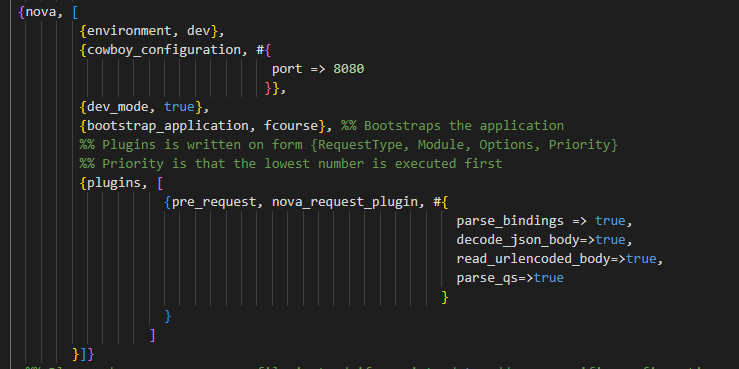 {nova, [
{environment, dev},
{cowboy_configuration, #{
port => 8080
}},
{dev_mode, true},
{bootstrap_application, fcourse}, %% Bootstraps the application
%% Plugins is written on form {RequestType, Module, Options, Priority}
%% Priority is that the lowest number is executed first
{plugins, [
{pre_request, nova_request_plugin, #{
parse_bindings => true,
decode_json_body=>true,
read_urlencoded_body=>true,
parse_qs=>true
}
}
]
}]}